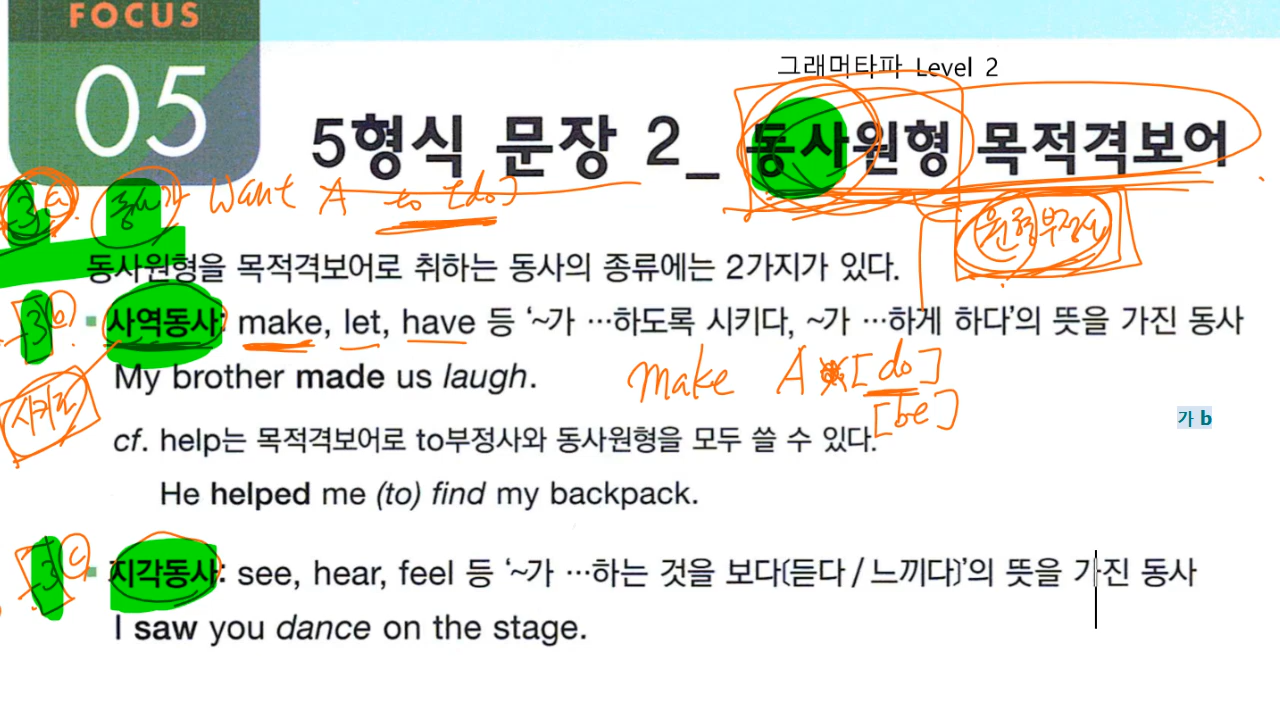 FOCUS
05
그래머타파 Level 2
5형식 문장 2_ 동사원형 목적격보어
3 a 동사가 want A to [do]
원형부정사
동사원형을 목적격보어로 취하는 동사의 종류에는 2가지가 있다.
3 b 사역동사: make, let, have 등 ‘~가 …하도록 시키다, ~가 …하게 하다’의 뜻을 가진 동사
My brother made us laugh.
make A [do]
[be]
시키고
가 b
cf. help는 목적격보어로 to부정사와 동사원형을 모두 쓸 수 있다.
He helped me (to) find my backpack.
3 c 지각동사: see, hear, feel 등 ‘~가 …하는 것을 보다〔듣다 / 느끼다〕’의 뜻을 가진 동사
I saw you dance on the stage.